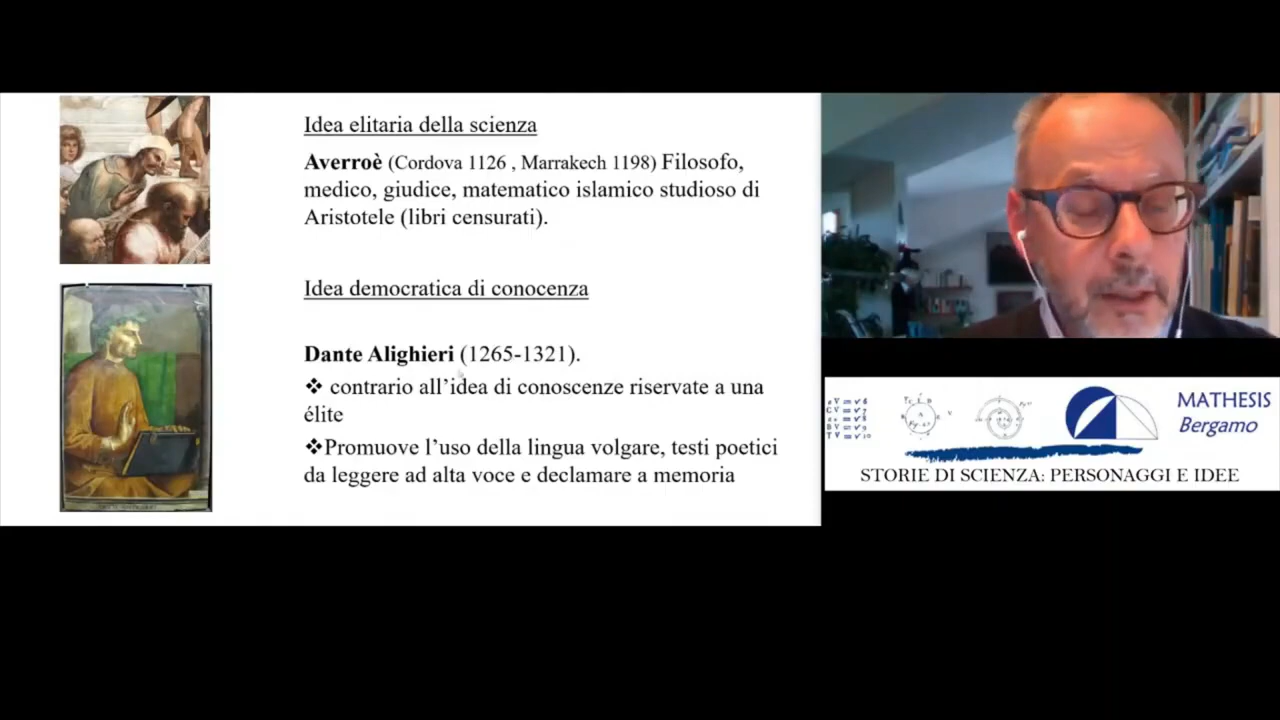 Idea elitaria della scienza
Averroè (Cordova 1126 , Marrakech 1198) Filosofo,
medico, giudice, matematico islamico studioso di
Aristotele (libri censurati).
Idea democratica di conocenza
Dante Alighieri (1265-1321).
❖ contrario all’idea di conoscenze riservate a una
élite
❖Promuove l’uso della lingua volgare, testi poetici
da leggere ad alta voce e declamare a memoria
MATHESIS
Bergamo
STORIE DI SCIENZA: PERSONAGGI E IDEE